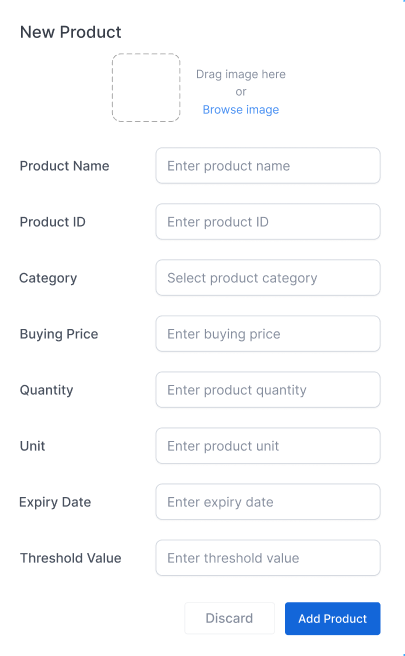 New Product
Drag image here
or
Browse image
Product Name
Enter product name
Product ID
Enter product ID
Category
Select product category
Buying Price
Enter buying price
Quantity
Enter product quantity
Unit
Enter product unit
Expiry Date
Enter expiry date
Threshold Value
Enter threshold value
Discard
Add Product